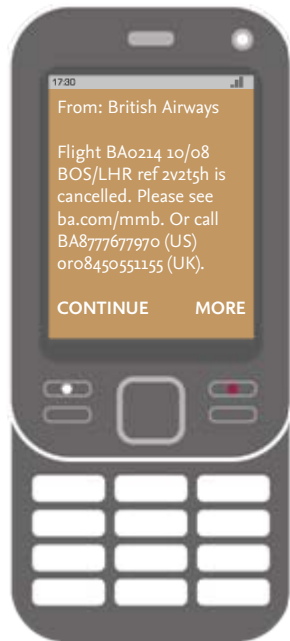 17:30
From: British Airways
Flight BA0214 10/08
BOS/LHR ref 2v2t5h is
cancelled. Please see
ba.com/mmb. Or call
BA8777677970 (US)
or08450551155 (UK).
CONTINUE MORE